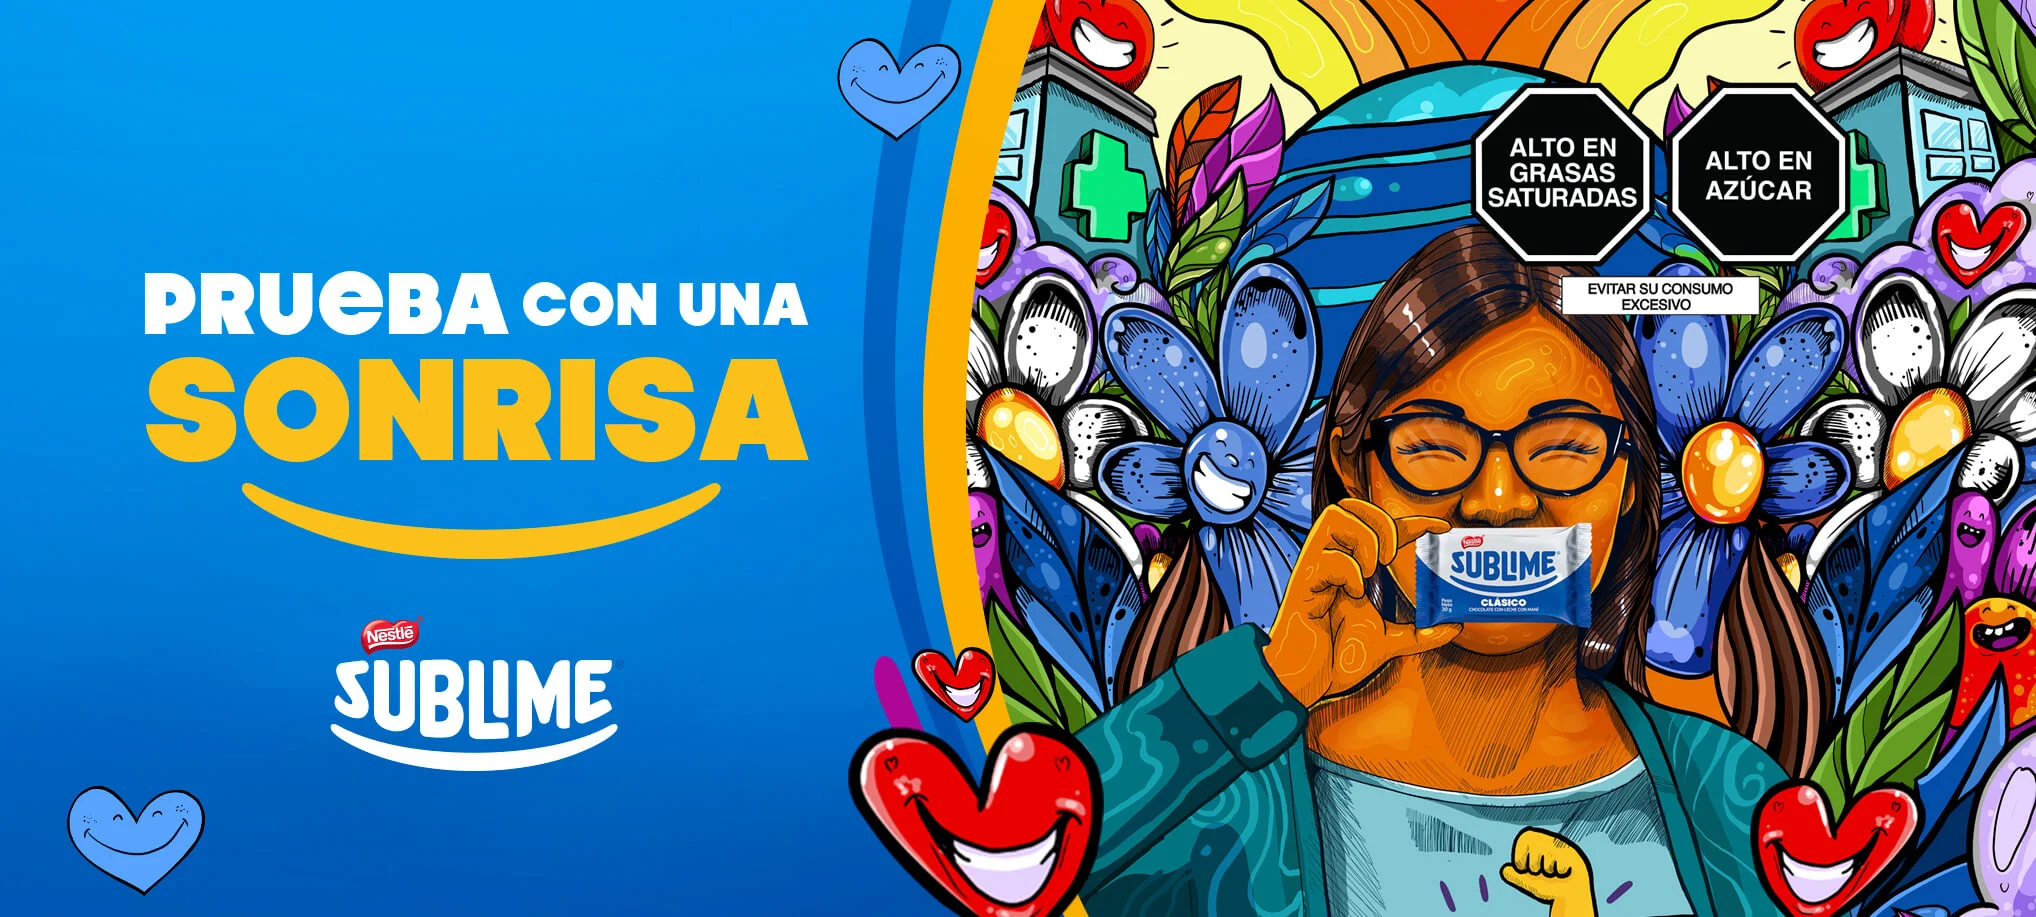 PRUEBA CON UNA
SONRISA
Nestlé
SUBLIME
ALTO EN
GRASAS
SATURADAS
ALTO EN
AZÚCAR
EVITAR SU CONSUMO
EXCESIVO
Nestlé
SUBLIME
CLÁSICO
CHOCOLATE CON LECHE CON MANÍ
Peso
Neto
30 g